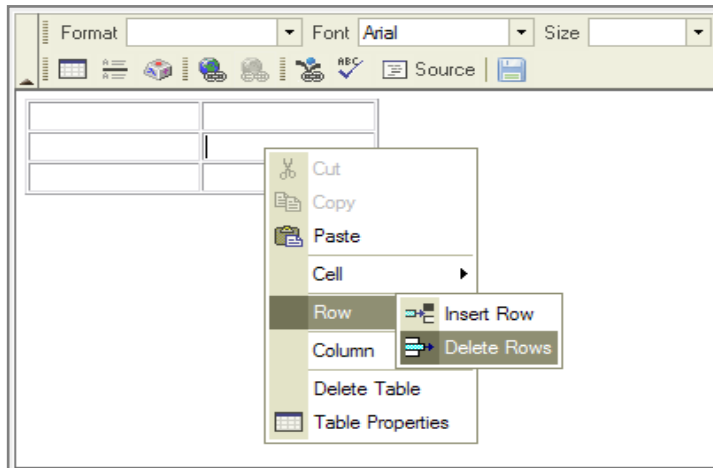 Format Font Arial Size
ABC Source
Cut
Copy
Paste
Cell
Row Insert Row
Column Delete Rows
Delete Table
Table Properties